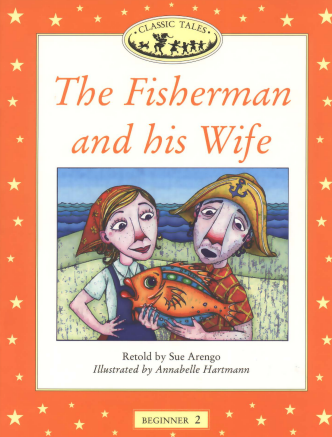 CLASSIC TALES
The Fisherman
and his Wife
Retold by Sue Arengo
Illustrated by Annabelle Hartmann
BEGINNER 2